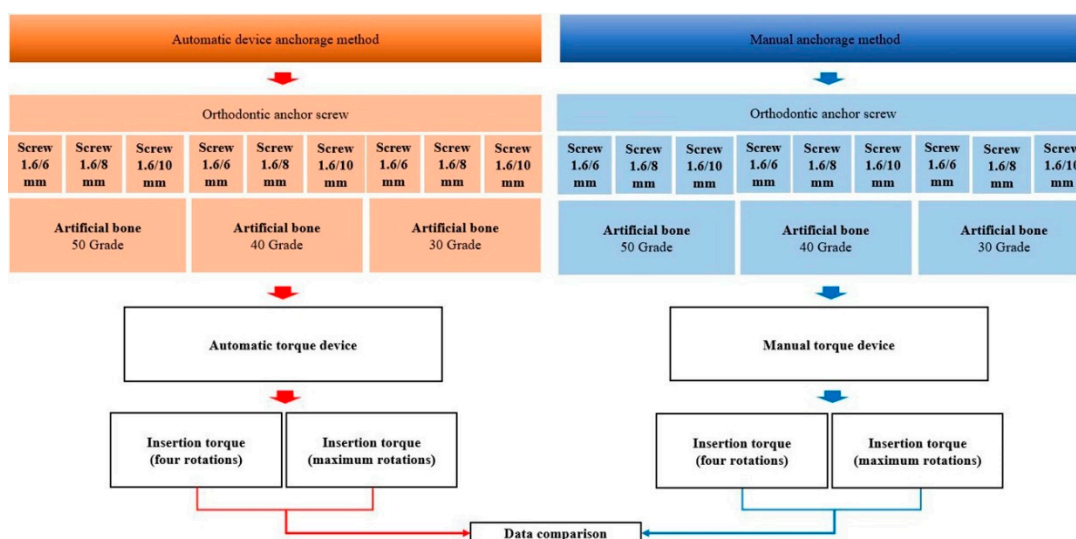 Automatic device anchorage method
Manual anchorage method
Orthodontic anchor screw
Orthodontic anchor screw
Screw 1.6/6 mm
Screw 1.6/8 mm
Screw 1.6/10 mm
Screw 1.6/6 mm
Screw 1.6/8 mm
Screw 1.6/10 mm
Screw 1.6/6 mm
Screw 1.6/8 mm
Screw 1.6/10 mm
Screw 1.6/6 mm
Screw 1.6/8 mm
Screw 1.6/10 mm
Screw 1.6/6 mm
Screw 1.6/8 mm
Screw 1.6/10 mm
Screw 1.6/6 mm
Screw 1.6/8 mm
Screw 1.6/10 mm
Artificial bone
50 Grade
Artificial bone
40 Grade
Artificial bone
30 Grade
Artificial bone
50 Grade
Artificial bone
40 Grade
Artificial bone
30 Grade
Automatic torque device
Manual torque device
Insertion torque
(four rotations)
Insertion torque
(maximum rotations)
Insertion torque
(four rotations)
Insertion torque
(maximum rotations)
Data comparison